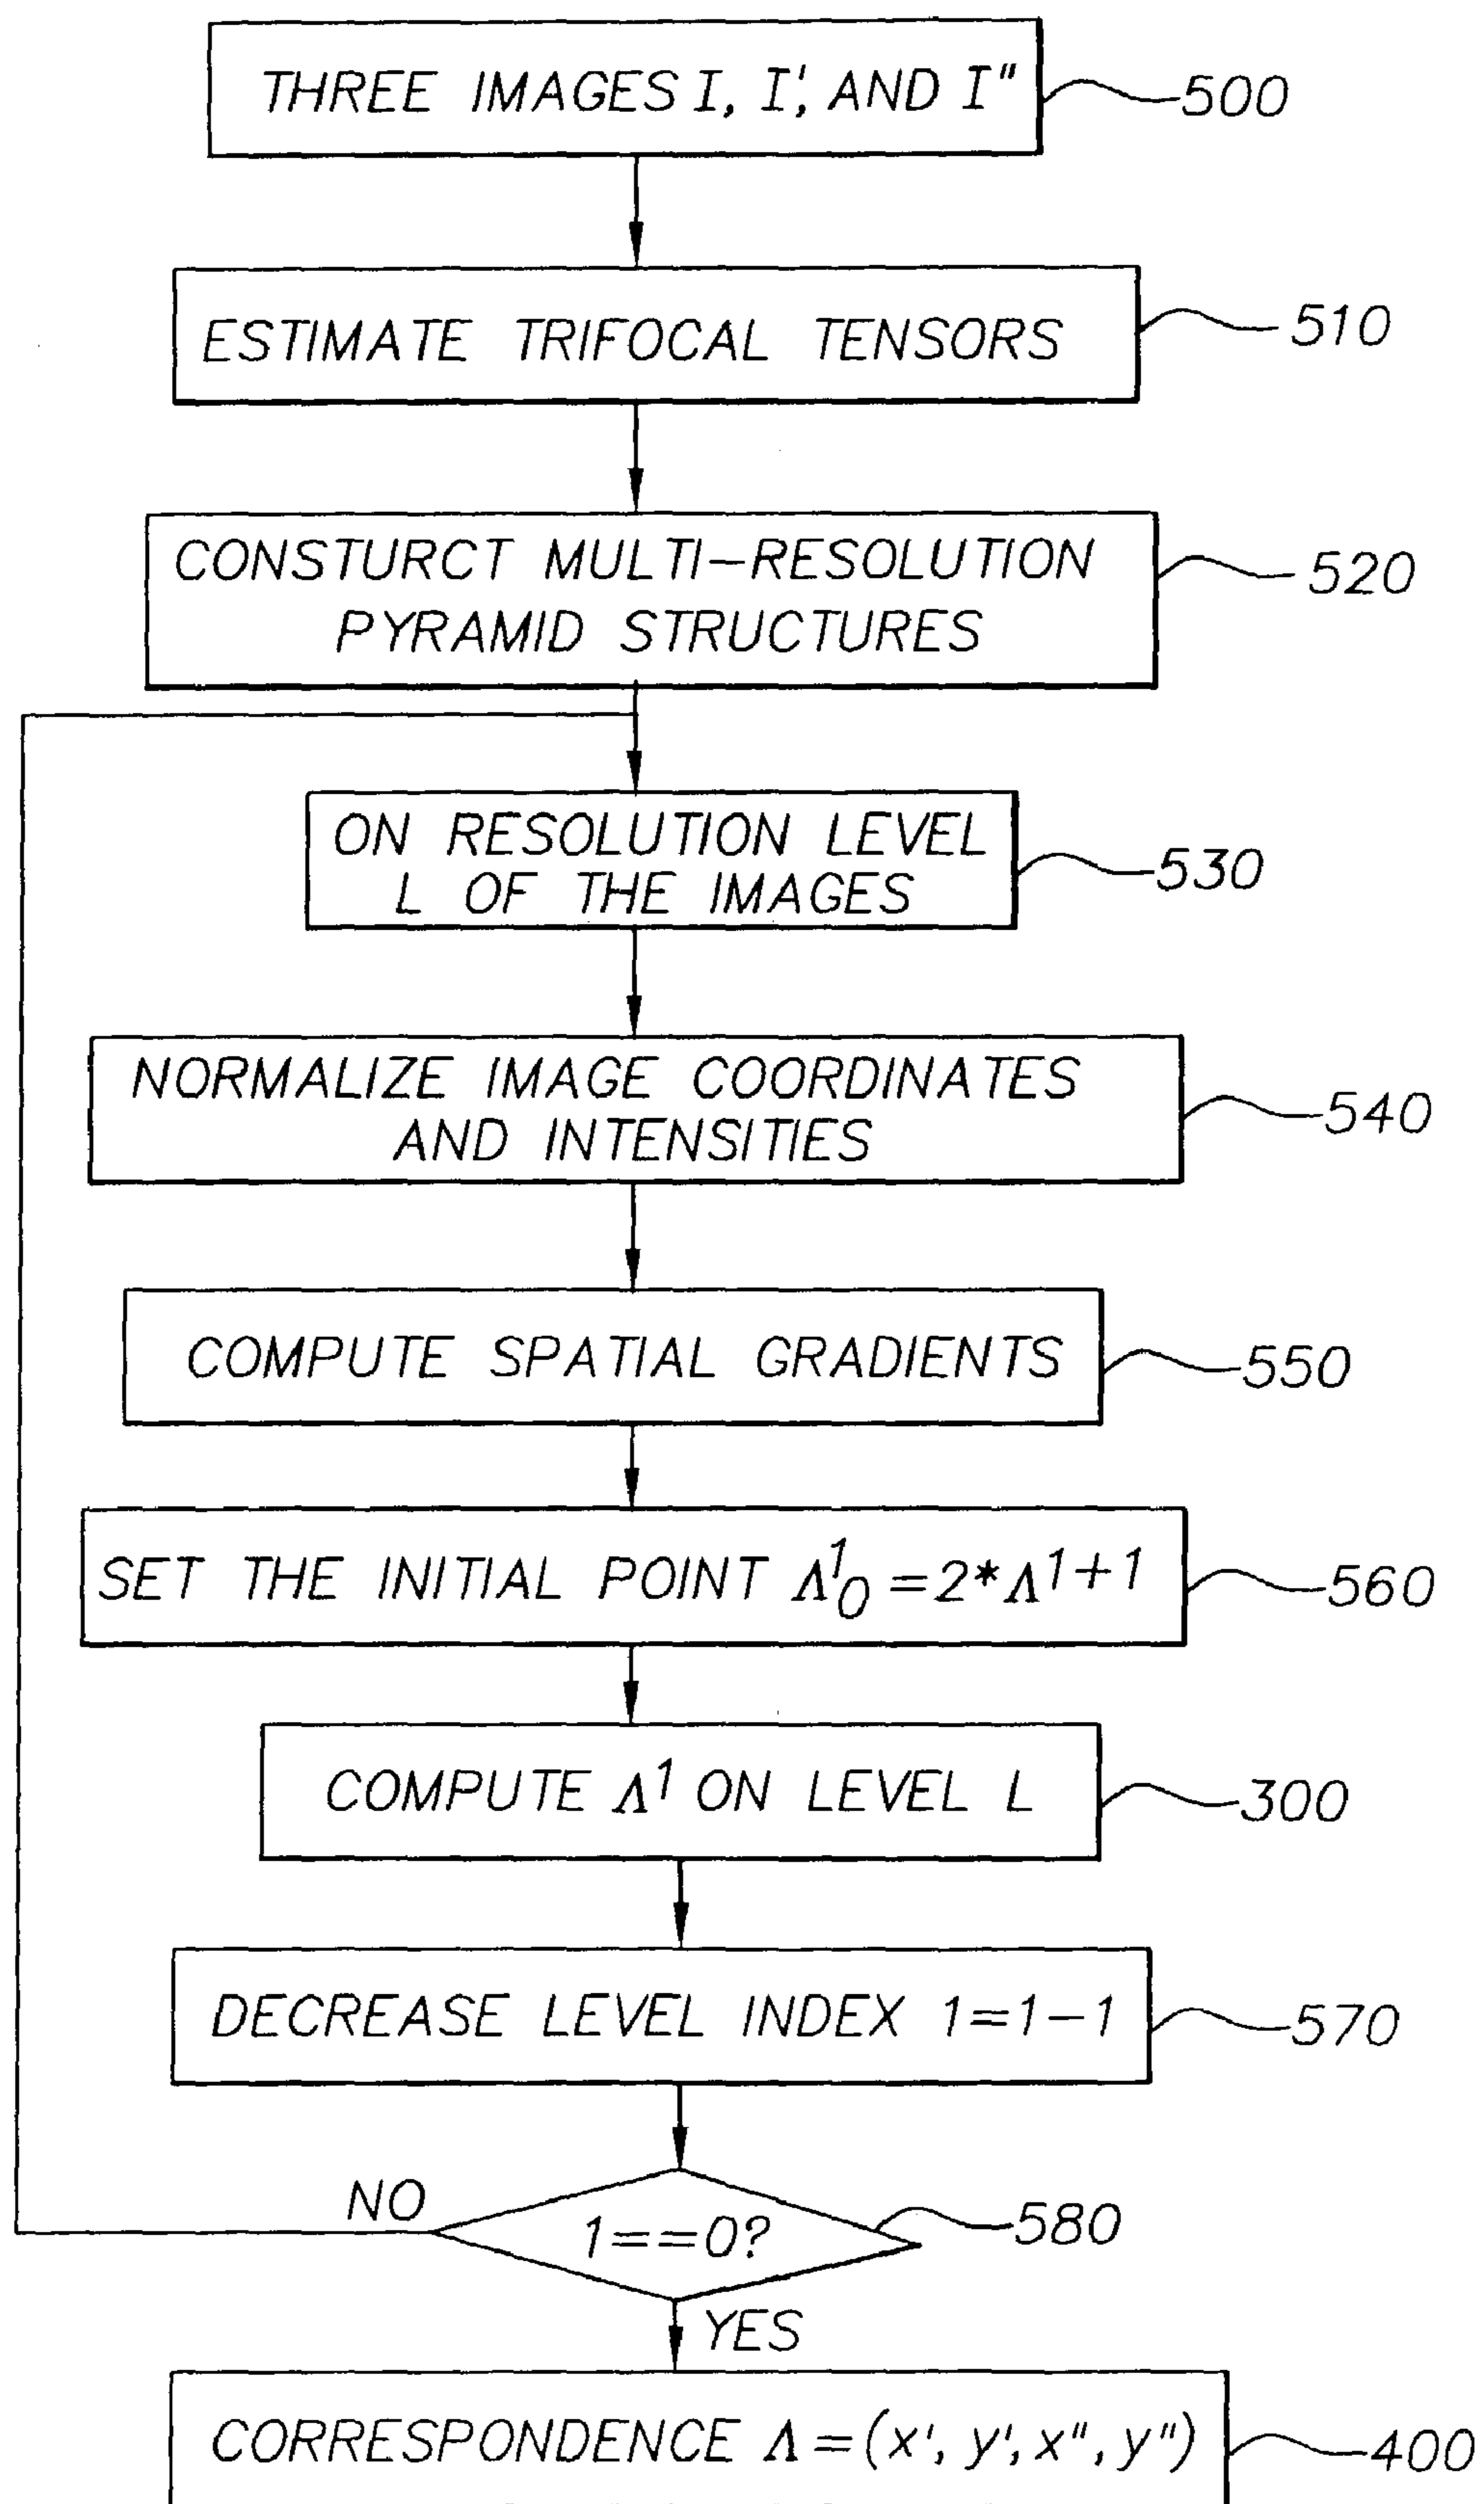 THREE IMAGES I, I', AND I"
500
ESTIMATE TRIFOCAL TENSORS
510
CONSTURCT MULTI-RESOLUTION
PYRAMID STRUCTURES
520
ON RESOLUTION LEVEL
L OF THE IMAGES
530
NORMALIZE IMAGE COORDINATES
AND INTENSITIES
540
COMPUTE SPATIAL GRADIENTS
550
SET THE INITIAL POINT Λ¹₀=2*Λ¹⁺¹
560
COMPUTE Λ¹ ON LEVEL L
300
DECREASE LEVEL INDEX 1=1-1
570
NO
1==0?
580
YES
CORRESPONDENCE Λ=(x', y', x", y")
400